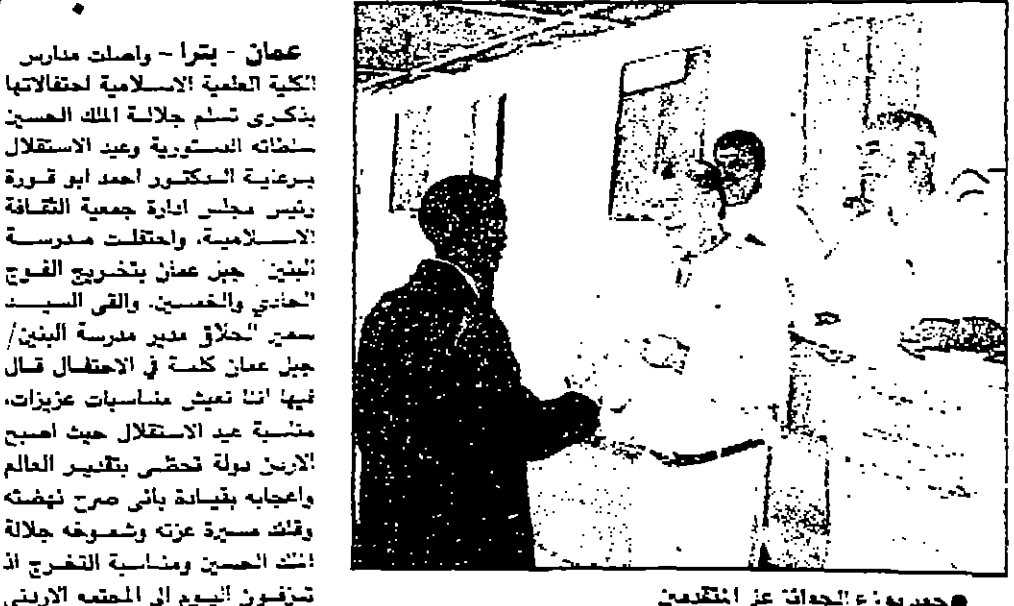 عمان - بترا - واصلت مدارس
الكلية العلمية الاسلامية احتفالاتها
بذكرى تسلم جلالة الملك الحسين
سلطاته الدستورية وعيد الاستقلال
برعاية الدكتور احمد ابو قورة
رئيس مجلس ادارة جمعية الثقافة
الاسلامية، واحتفلت مدرسة
البنين/ جبل عمان بتخريج الفوج
الحادي والخمسين. والقى السيد
سمير الحلاق مدير مدرسة البنين/
جبل عمان كلمة في الاحتفال قال
فيها اننا نعيش مناسبات عزيزات،
مناسبة عيد الاستقلال حيث اصبح
الاردن دولة تحظى بتقدير العالم
واعجابه بقيادة باني صرح نهضته
وقائد مسيرة عزته وشموخه جلالة
الملك الحسين ومناسبة التخرج اذ
تزفون اليوم الى المجتمع الاردني
يوزع الجوائز على المتقدمين